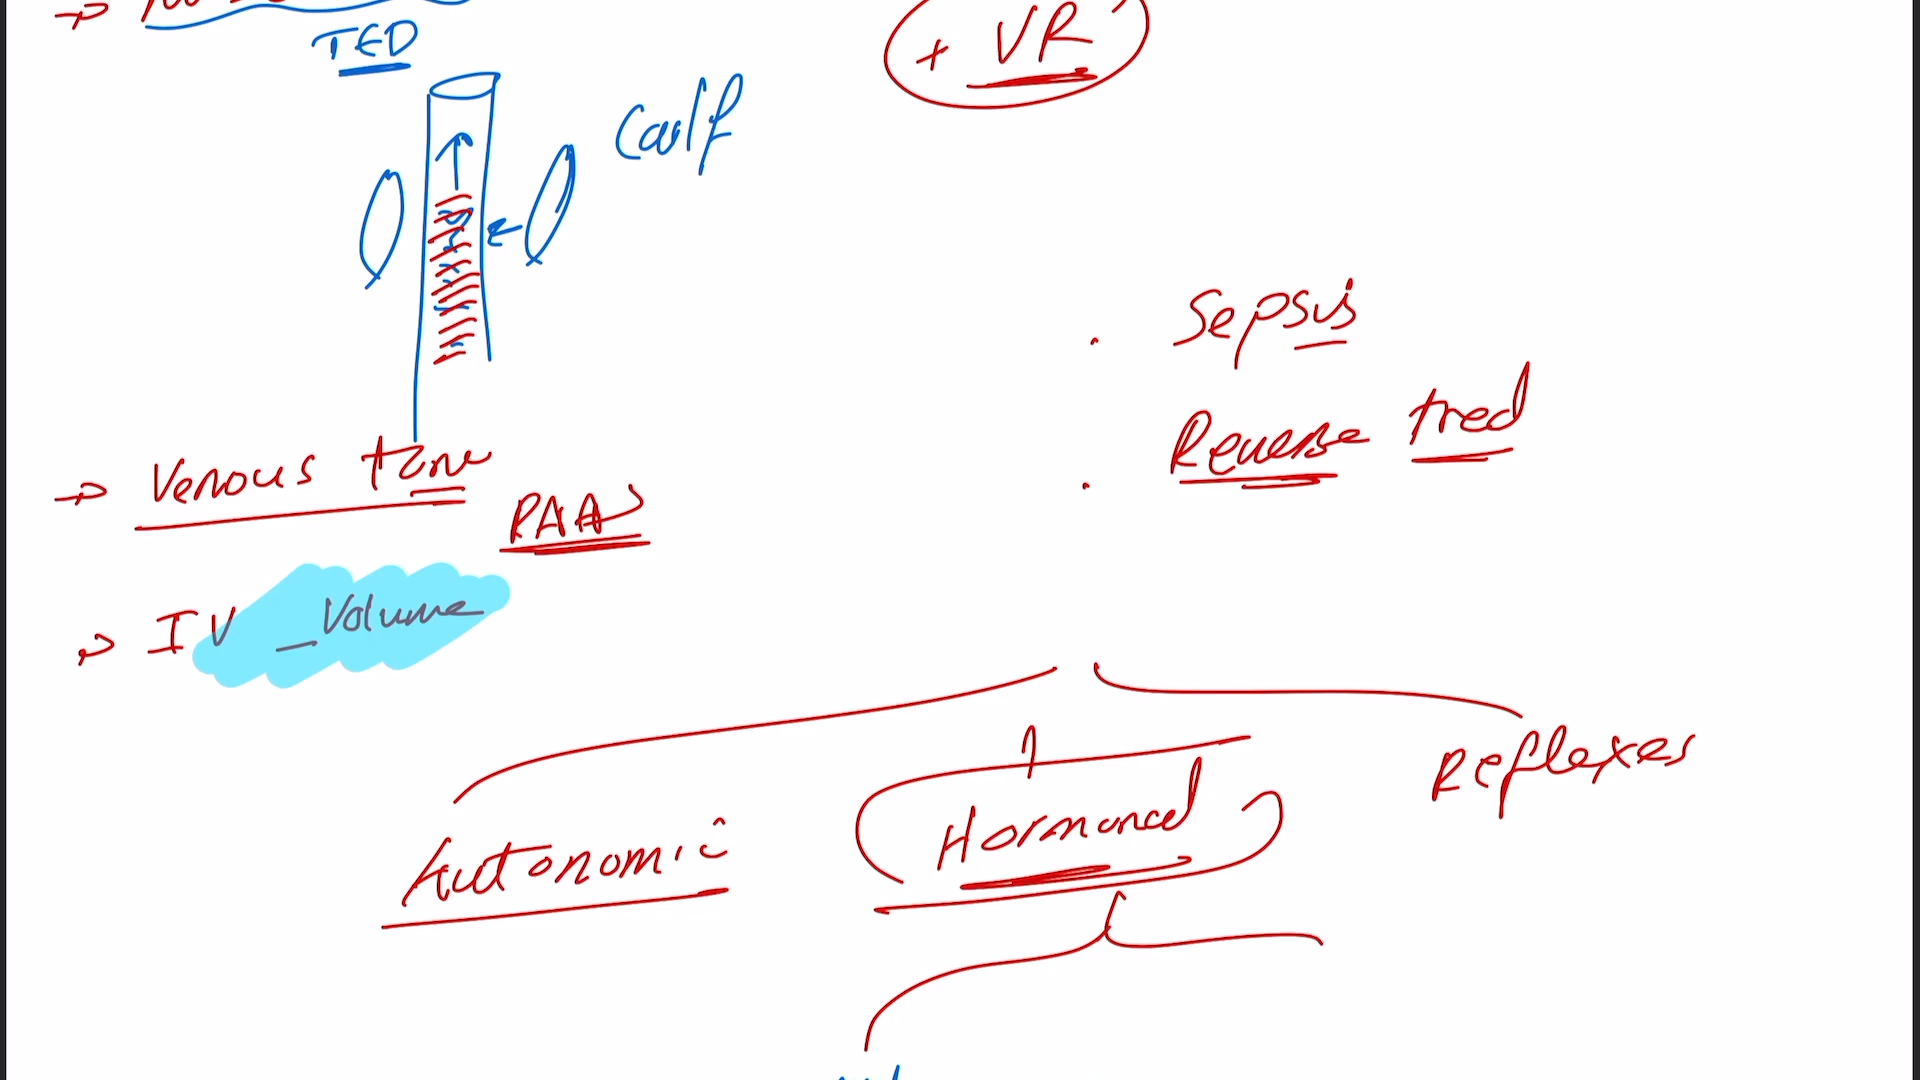 TED
+ VR
Calf
Sepsis
Reverse tred
Venous tone
RAAS
IV Volume
Reflexes
Hormonal
Autonomic